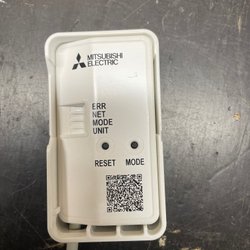 MITSUBISHI
ELECTRIC
ERR
NET
MODE
UNIT
RESET MODE